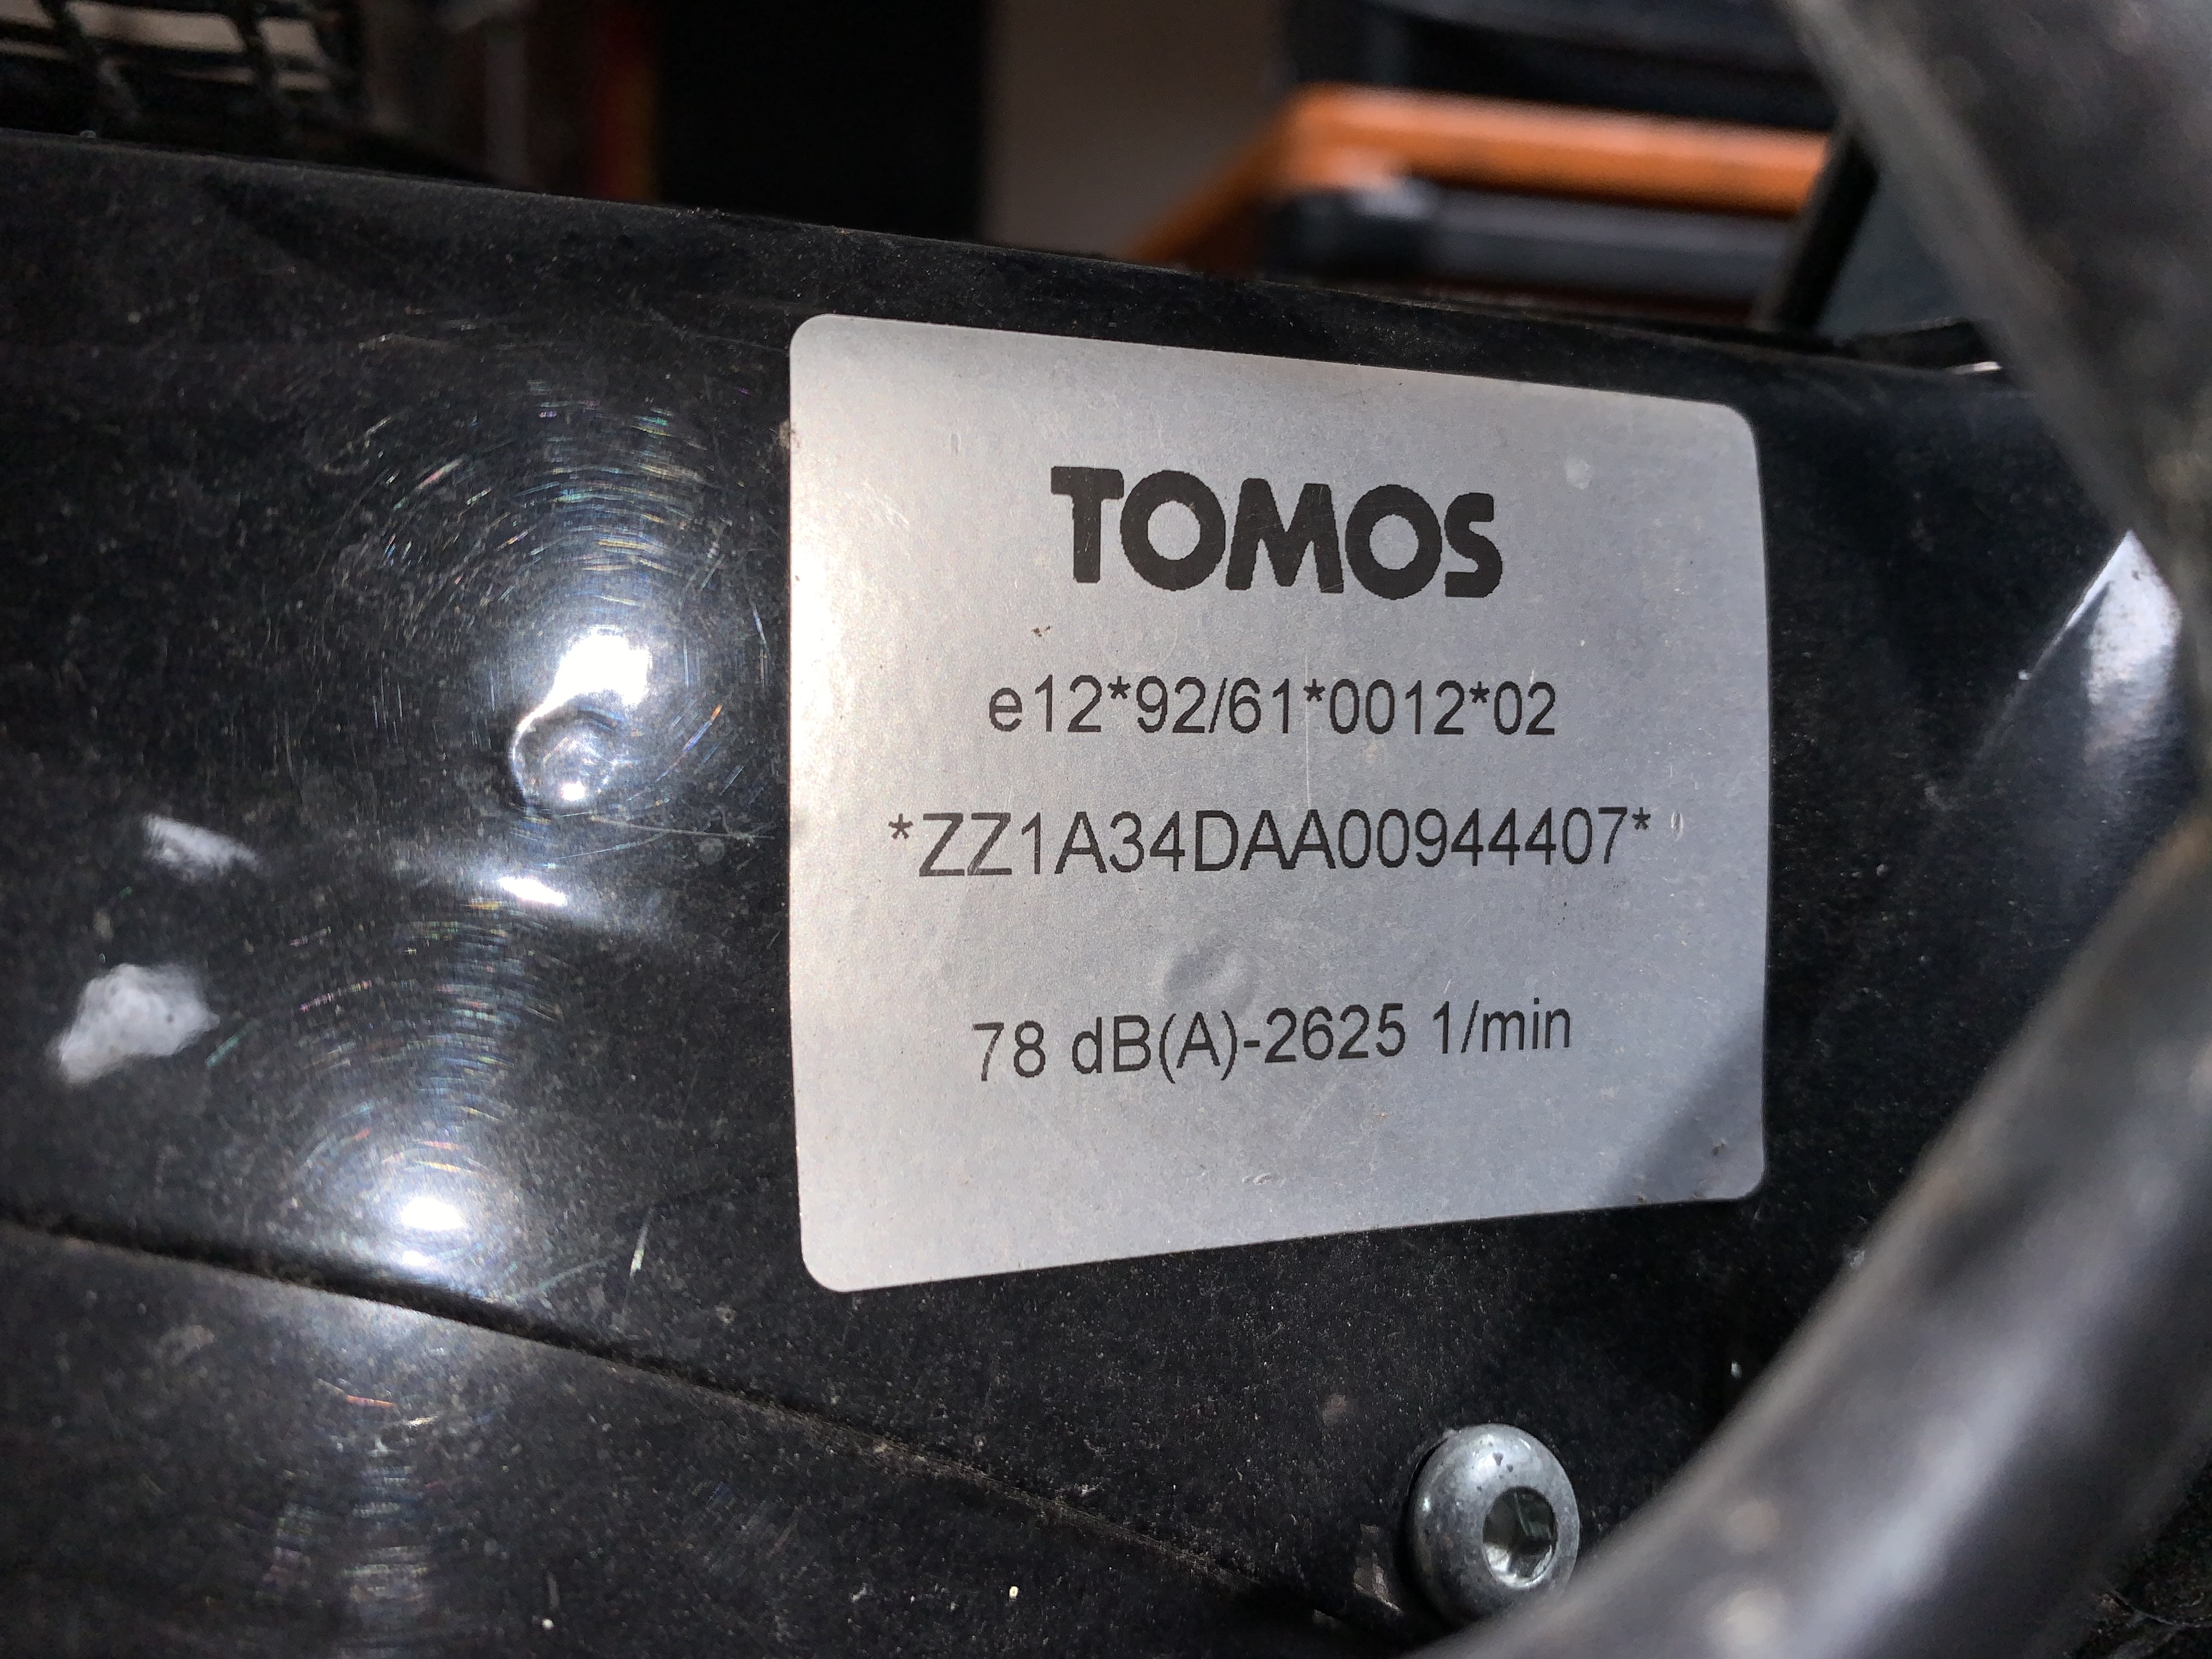 TOMOS
e12*92/61*0012*02
*ZZ1A34DAA00944407*
78 dB(A)-2625 1/min